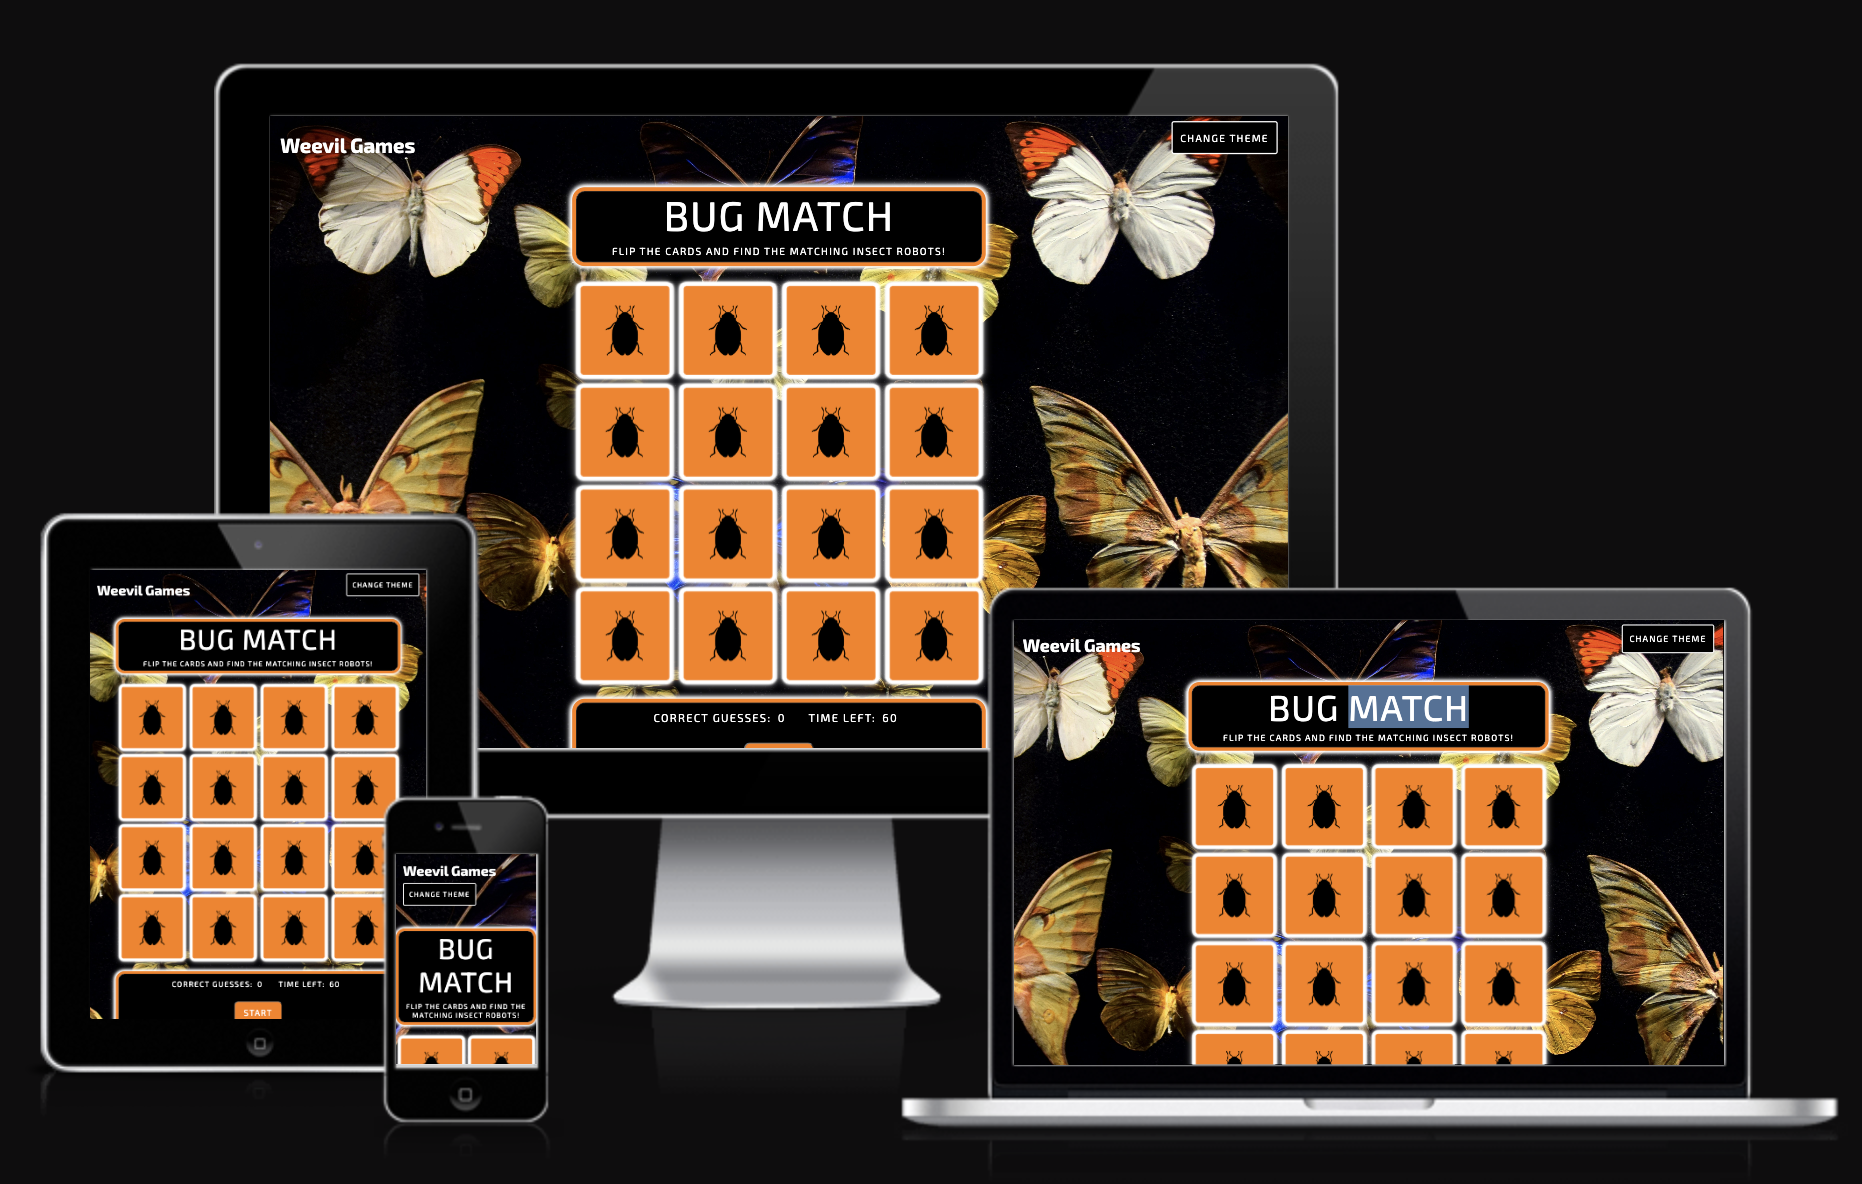 Weevil Games
CHANGE THEME
BUG MATCH
FLIP THE CARDS AND FIND THE MATCHING INSECT ROBOTS!
CORRECT GUESSES: 0 TIME LEFT: 60
Weevil Games
CHANGE THEME
BUG MATCH
FLIP THE CARDS AND FIND THE MATCHING INSECT ROBOTS!
CORRECT GUESSES: 0 TIME LEFT: 60
START
Weevil Games
CHANGE THEME
BUG
MATCH
FLIP THE CARDS AND FIND THE
MATCHING INSECT ROBOTS!
Weevil Games
CHANGE THEME
BUG MATCH
FLIP THE CARDS AND FIND THE MATCHING INSECT ROBOTS!